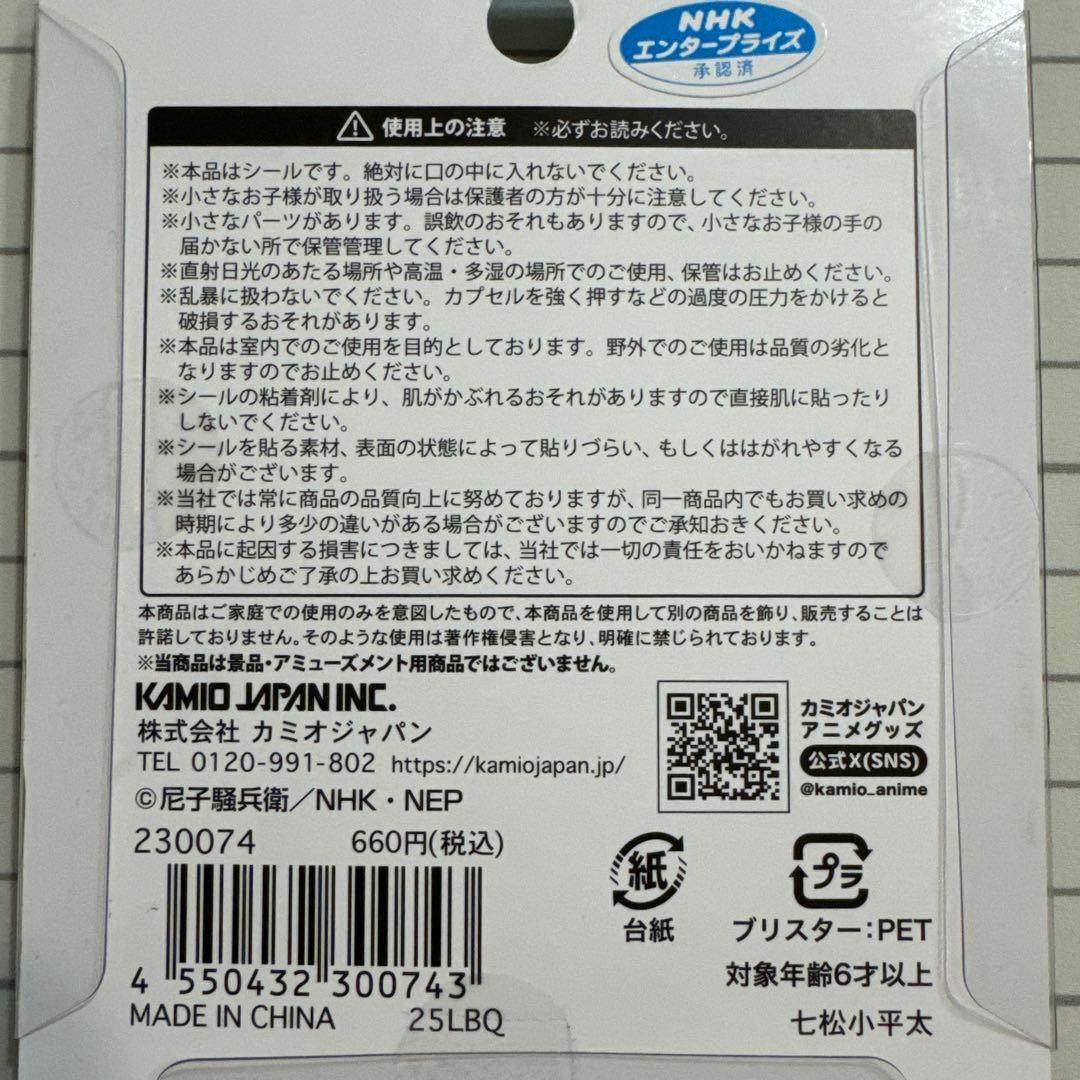 NHK
エンタープライズ
承認済
使用上の注意 ※必ずお読みください。
※本品はシールです。絶対に口の中に入れないでください。
※小さなお子様が取り扱う場合は保護者の方が十分に注意してください。
※小さなパーツがあります。誤飲のおそれもありますので、小さなお子様の手の
届かない所で保管管理してください。
※直射日光のあたる場所や高温・多湿の場所でのご使用、保管はお止めください。
※乱暴に扱わないでください。カプセルを強く押すなどの過度の圧力をかけると
破損するおそれがあります。
※本品は室内でのご使用を目的としております。野外でのご使用は品質の劣化と
なりますのでお止めください。
※シールの粘着剤により、肌がかぶれるおそれがありますので直接肌に貼ったり
しないでください。
※シールを貼る素材、表面の状態によって貼りづらい、もしくははがれやすくなる
場合がございます。
※当社では常に商品の品質向上に努めておりますが、同一商品内でもお買い求めの
時期により多少の違いがある場合がございますのでご承知おきください。
※本品に起因する損害につきましては、当社では一切の責任をおいかねますので
あらかじめご了承の上お買い求めください。
本商品はご家庭での使用のみを意図したもので、本商品を使用して別の商品を飾り、販売することは
許諾しておりません。そのような使用は著作権侵害となり、明確に禁じられております。
※当商品は景品・アミューズメント用商品ではございません。
KAMIO JAPAN INC.
株式会社 カミオジャパン
TEL 0120-991-802 https://kamiojapan.jp/
©尼子騒兵衛／NHK・NEP
カミオジャパン
アニメグッズ
公式X(SNS)
@kamio_anime
230074 660円(税込)
4 550432 300743
MADE IN CHINA 25LBQ
紙
台紙
プラ
ブリスター：PET
対象年齢6才以上
七松小平太